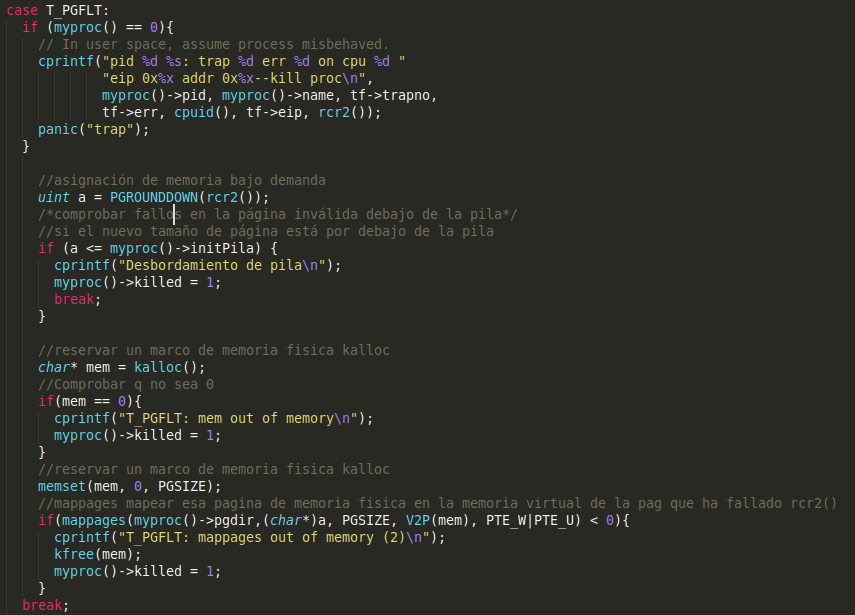 case T_PGFLT:
if (myproc() == 0){
// In user space, assume process misbehaved.
cprintf("pid %d %s: trap %d err %d on cpu %d "
"eip 0x%x addr 0x%x--kill proc\n",
myproc()->pid, myproc()->name, tf->trapno,
tf->err, cpuid(), tf->eip, rcr2());
panic("trap");
}
//asignación de memoria bajo demanda
uint a = PGROUNDDOWN(rcr2());
/*comprobar fallos en la página inválida debajo de la pila*/
//si el nuevo tamaño de página está por debajo de la pila
if (a <= myproc()->initPila) {
cprintf("Desbordamiento de pila\n");
myproc()->killed = 1;
break;
}
//reservar un marco de memoria fisica kalloc
char* mem = kalloc();
//Comprobar q no sea 0
if(mem == 0){
cprintf("T_PGFLT: mem out of memory\n");
myproc()->killed = 1;
}
//reservar un marco de memoria fisica kalloc
memset(mem, 0, PGSIZE);
//mappages mapear esa pagina de memoria fisica en la memoria virtual de la pag que ha fallado rcr2()
if(mappages(myproc()->pgdir,(char*)a, PGSIZE, V2P(mem), PTE_W|PTE_U) < 0){
cprintf("T_PGFLT: mappages out of memory (2)\n");
kfree(mem);
myproc()->killed = 1;
}
break;